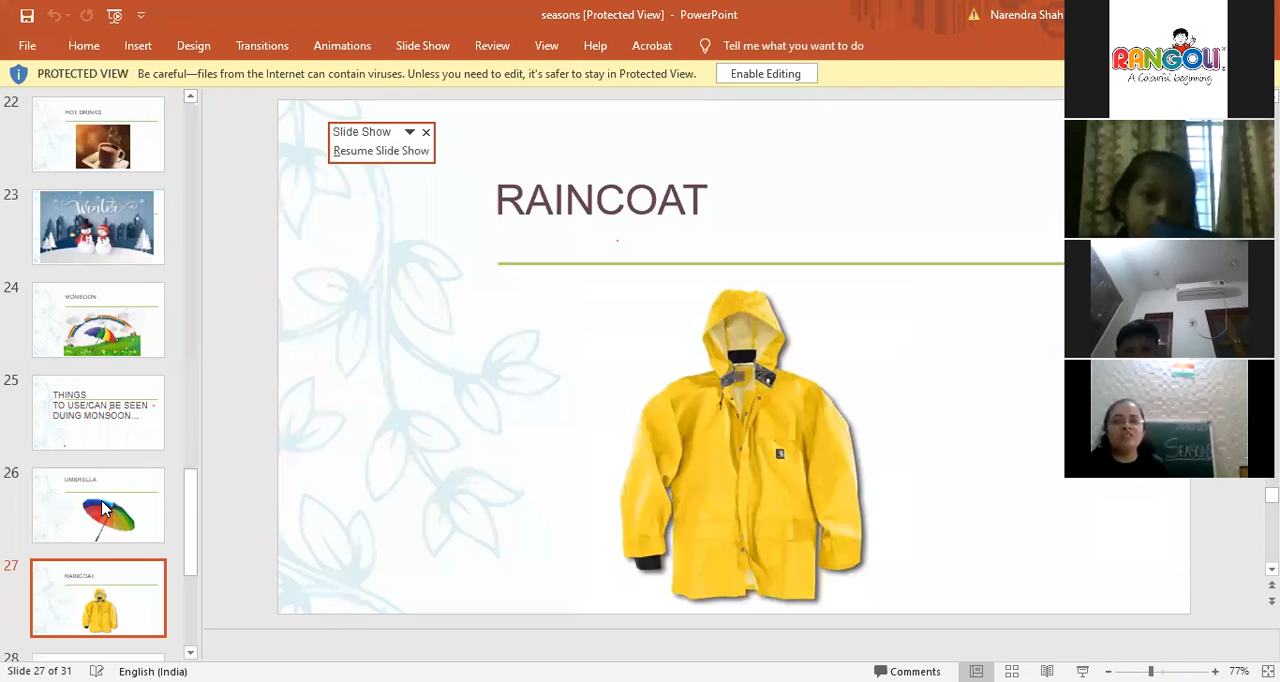 seasons [Protected View] - PowerPoint
Narendra Shah
File Home Insert Design Transitions Animations Slide Show Review View Help Acrobat Tell me what you want to do
PROTECTED VIEW Be careful—files from the Internet can contain viruses. Unless you need to edit, it's safer to stay in Protected View. Enable Editing
RANGOLI
A Colourful beginning
22
HOT DRINKS
23
Winter
24
MONSOON
25
THINGS
TO USE/CAN BE SEEN
DUING MONSOON...
26
UMBRELLA
27
RAINCOAT
28
Slide Show
Resume Slide Show
RAINCOAT
SEASON
Slide 27 of 31 English (India) Comments 77%